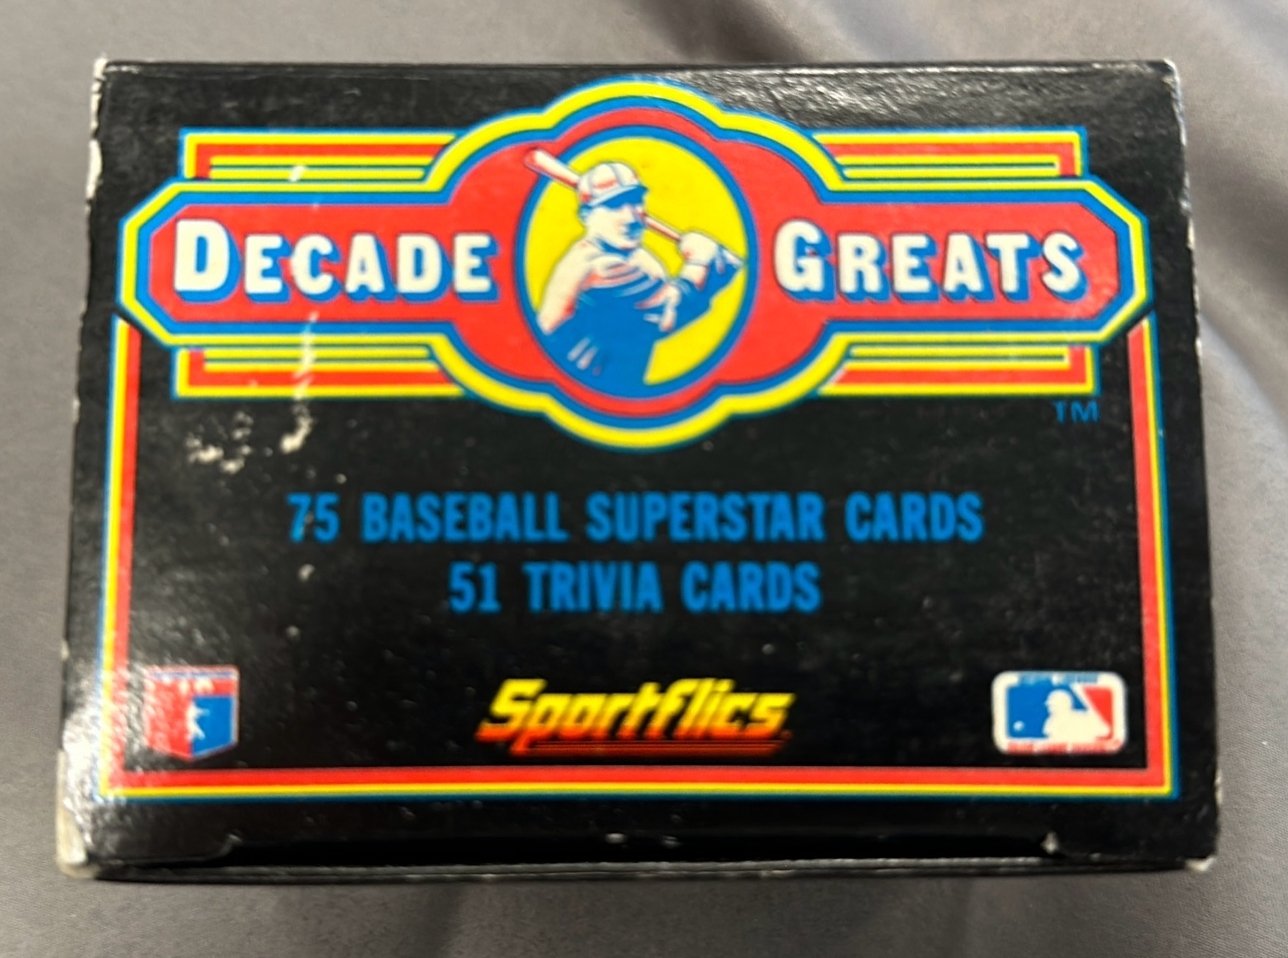 DECADE GREATS
TM
75 BASEBALL SUPERSTAR CARDS
51 TRIVIA CARDS
Sportflics